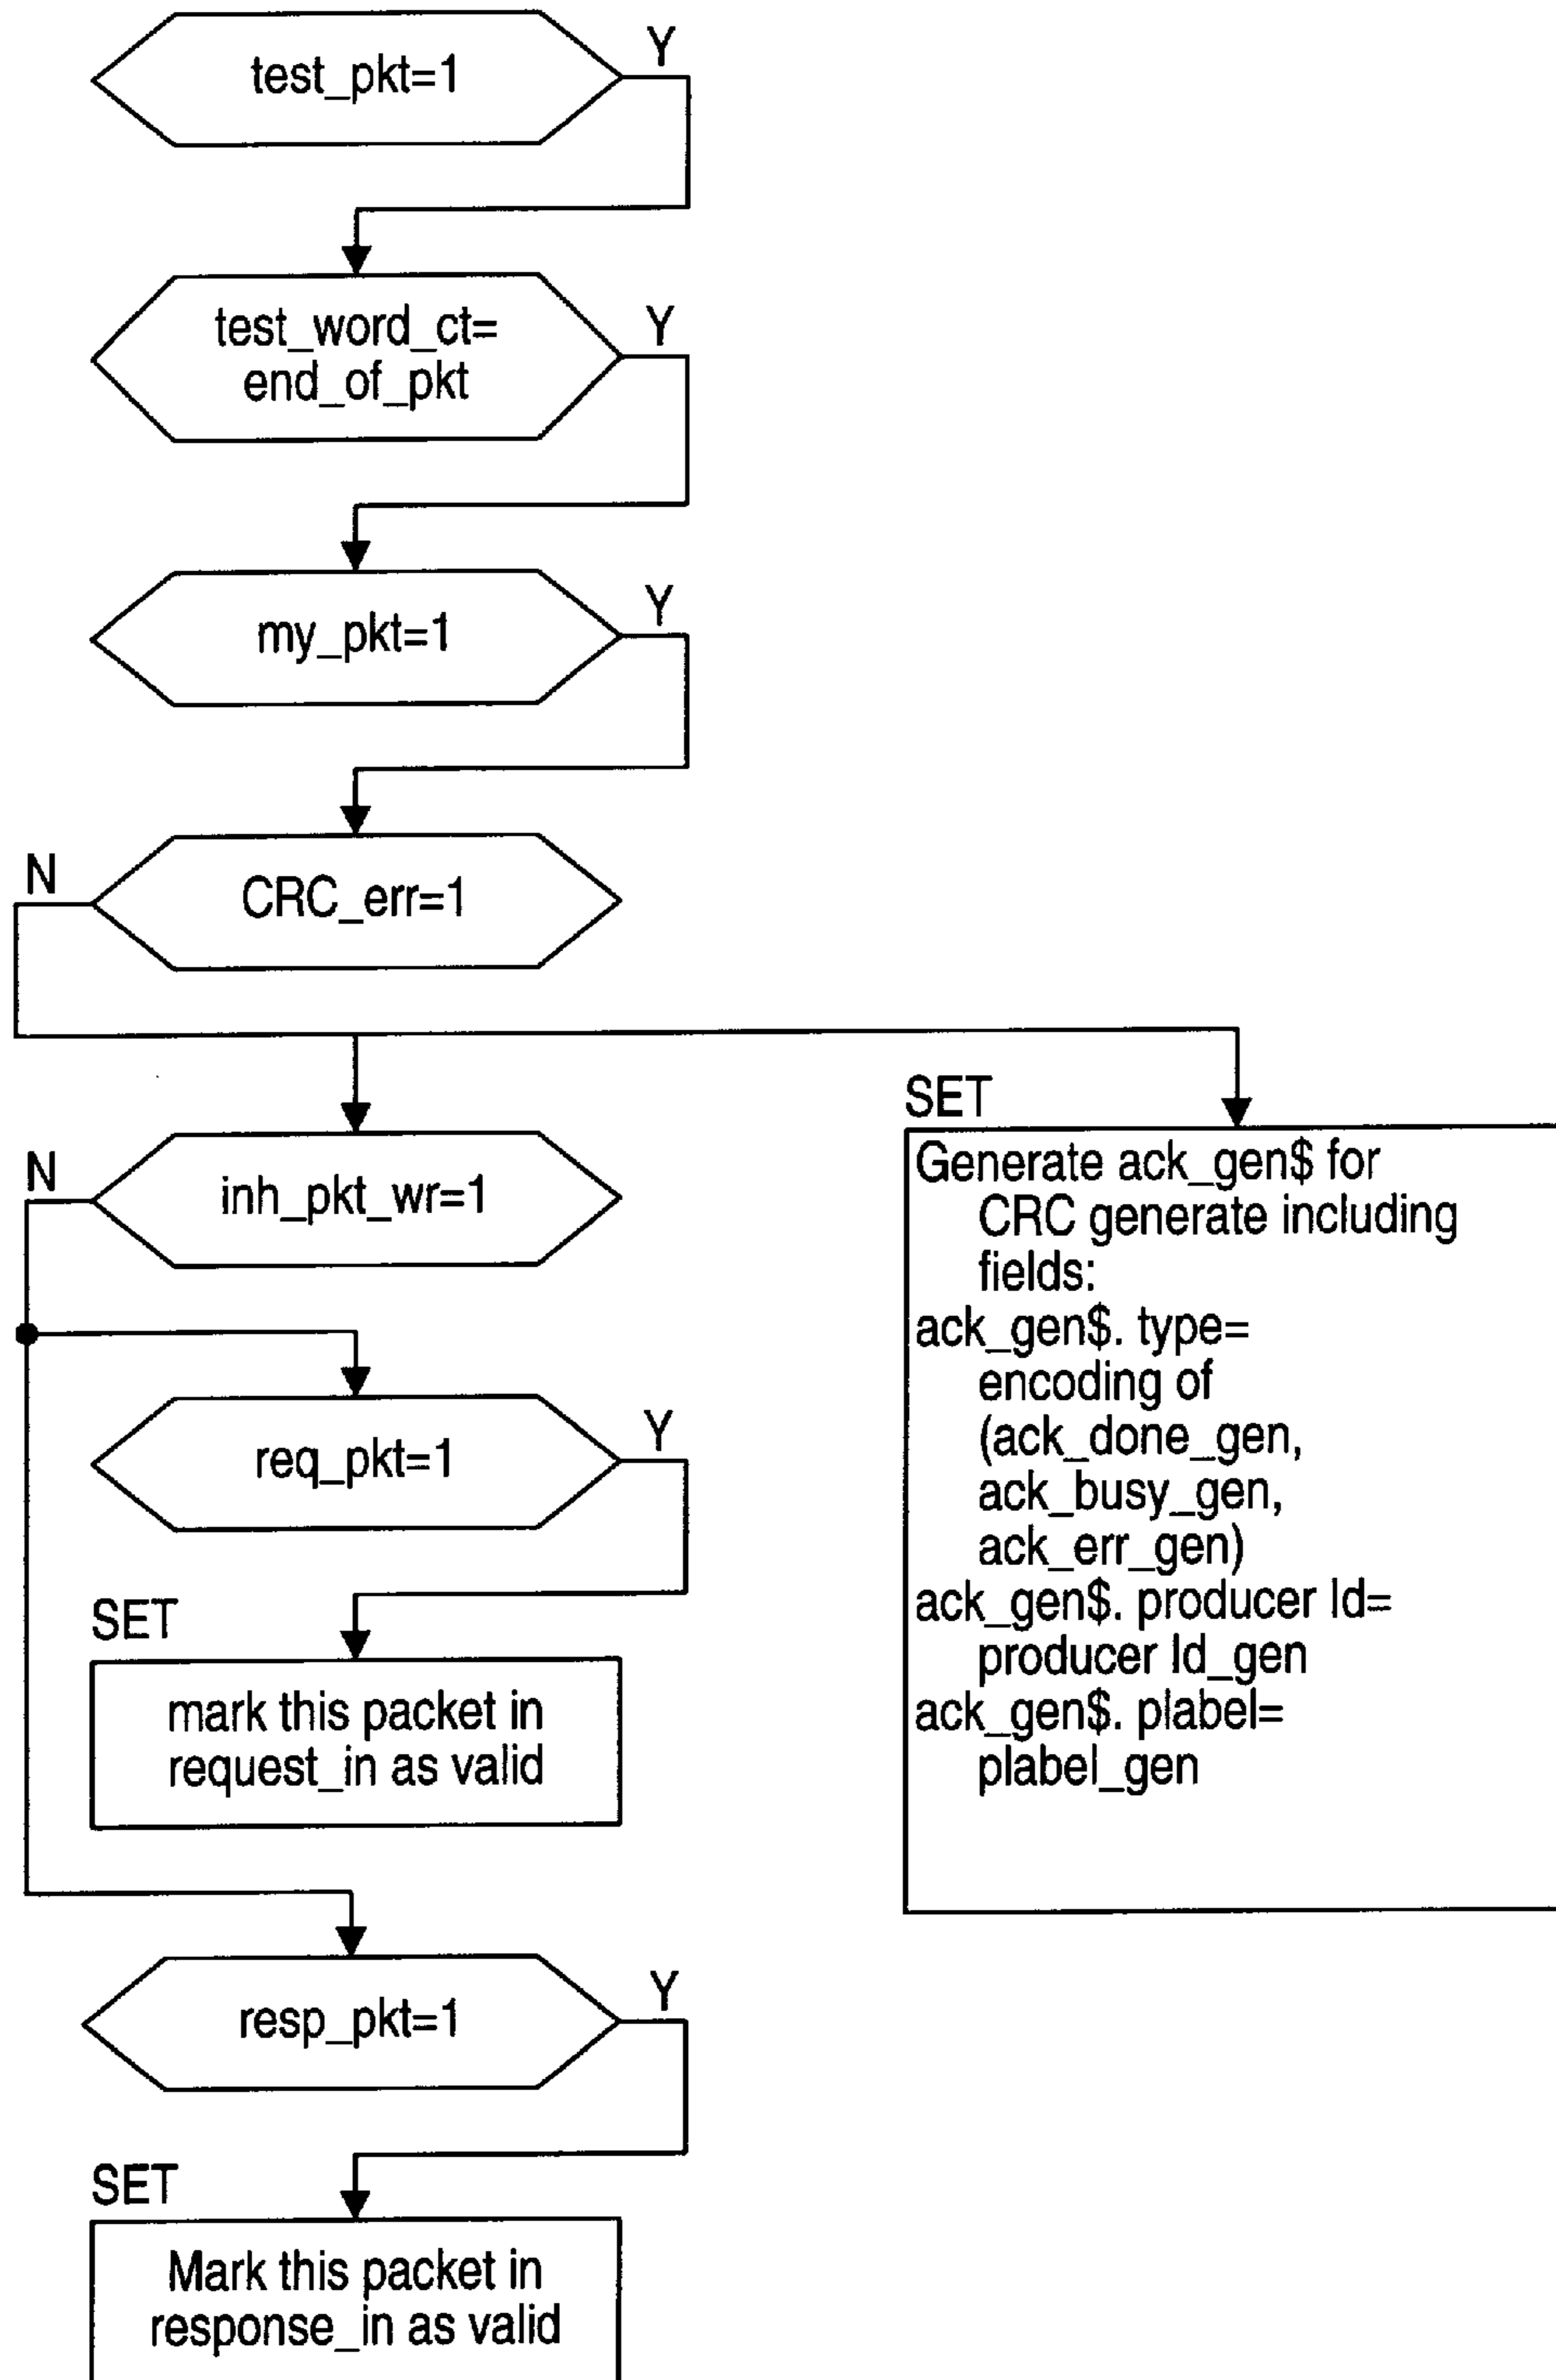 test_pkt=1
Y
test_word_ct=
end_of_pkt
Y
my_pkt=1
Y
CRC_err=1
N
inh_pkt_wr=1
N
req_pkt=1
Y
SET
mark this packet in
request_in as valid
resp_pkt=1
Y
SET
Mark this packet in
response_in as valid
SET
Generate ack_gen$ for
CRC generate including
fields:
ack_gen$. type=
encoding of
(ack_done_gen,
ack_busy_gen,
ack_err_gen)
ack_gen$. producer Id=
producer Id_gen
ack_gen$. plabel=
plabel_gen